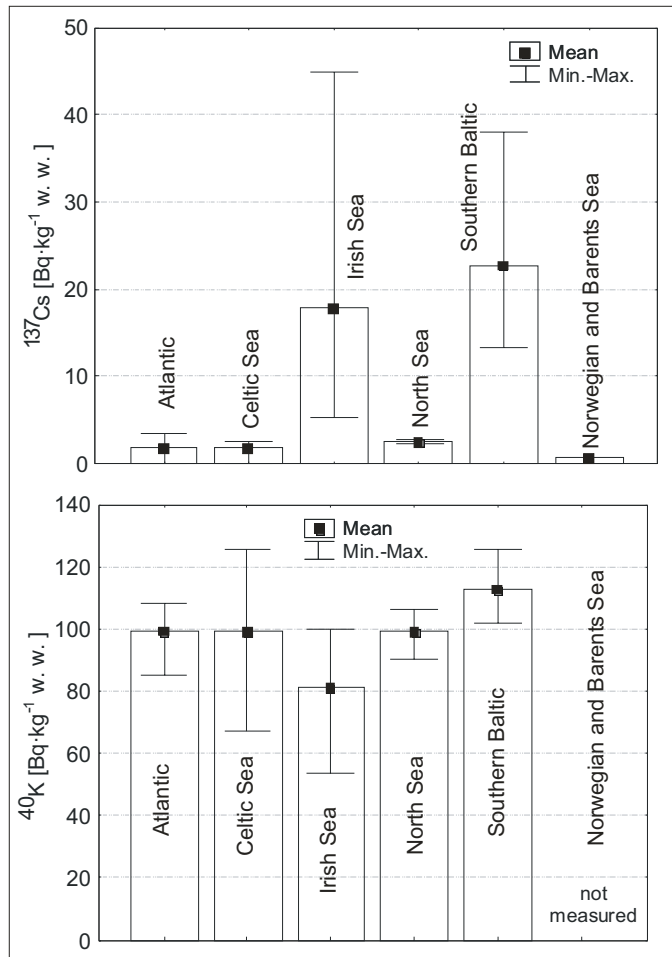 50
40
30
20
10
0
¹³⁷Cs [Bq·kg⁻¹ w. w.]
Mean
Min.-Max.
Atlantic
Celtic Sea
Irish Sea
North Sea
Southern Baltic
Norwegian and Barents Sea
140
120
100
80
60
40
20
0
⁴⁰K [Bq·kg⁻¹ w. w.]
Mean
Min.-Max.
Atlantic
Celtic Sea
Irish Sea
North Sea
Southern Baltic
Norwegian and Barents Sea
not
measured